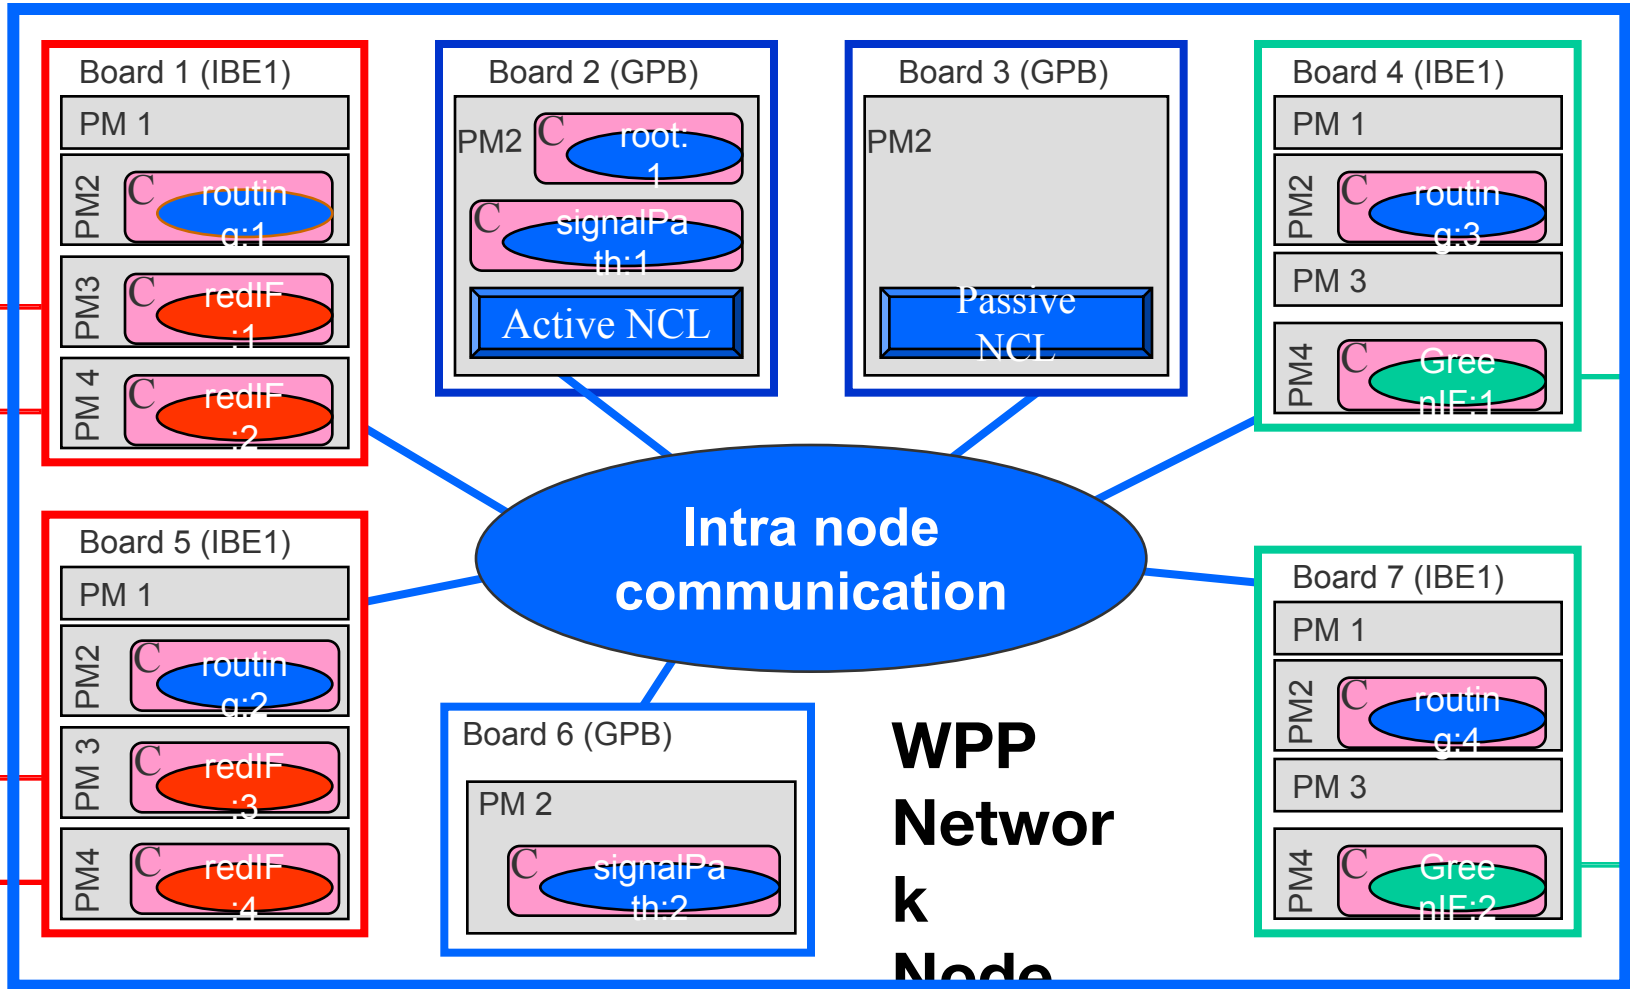 Board 1 (IBE1)
PM 1
PM2
C
routin
g:1
PM3
C
redIF
:1
PM 4
C
redIF
:2
Board 2 (GPB)
PM2
C
root:
1
C
signalPa
th:1
Active NCL
Board 3 (GPB)
PM2
Passive
NCL
Board 4 (IBE1)
PM 1
PM2
C
routin
g:3
PM 3
PM4
C
Gree
nIF:1
Intra node
communication
Board 5 (IBE1)
PM 1
PM2
C
routin
g:2
PM 3
C
redIF
:3
PM4
C
redIF
:4
Board 6 (GPB)
PM 2
C
signalPa
th:2
WPP
Networ
k
Node
Board 7 (IBE1)
PM 1
PM2
C
routin
g:4
PM 3
PM4
C
Gree
nIF:2